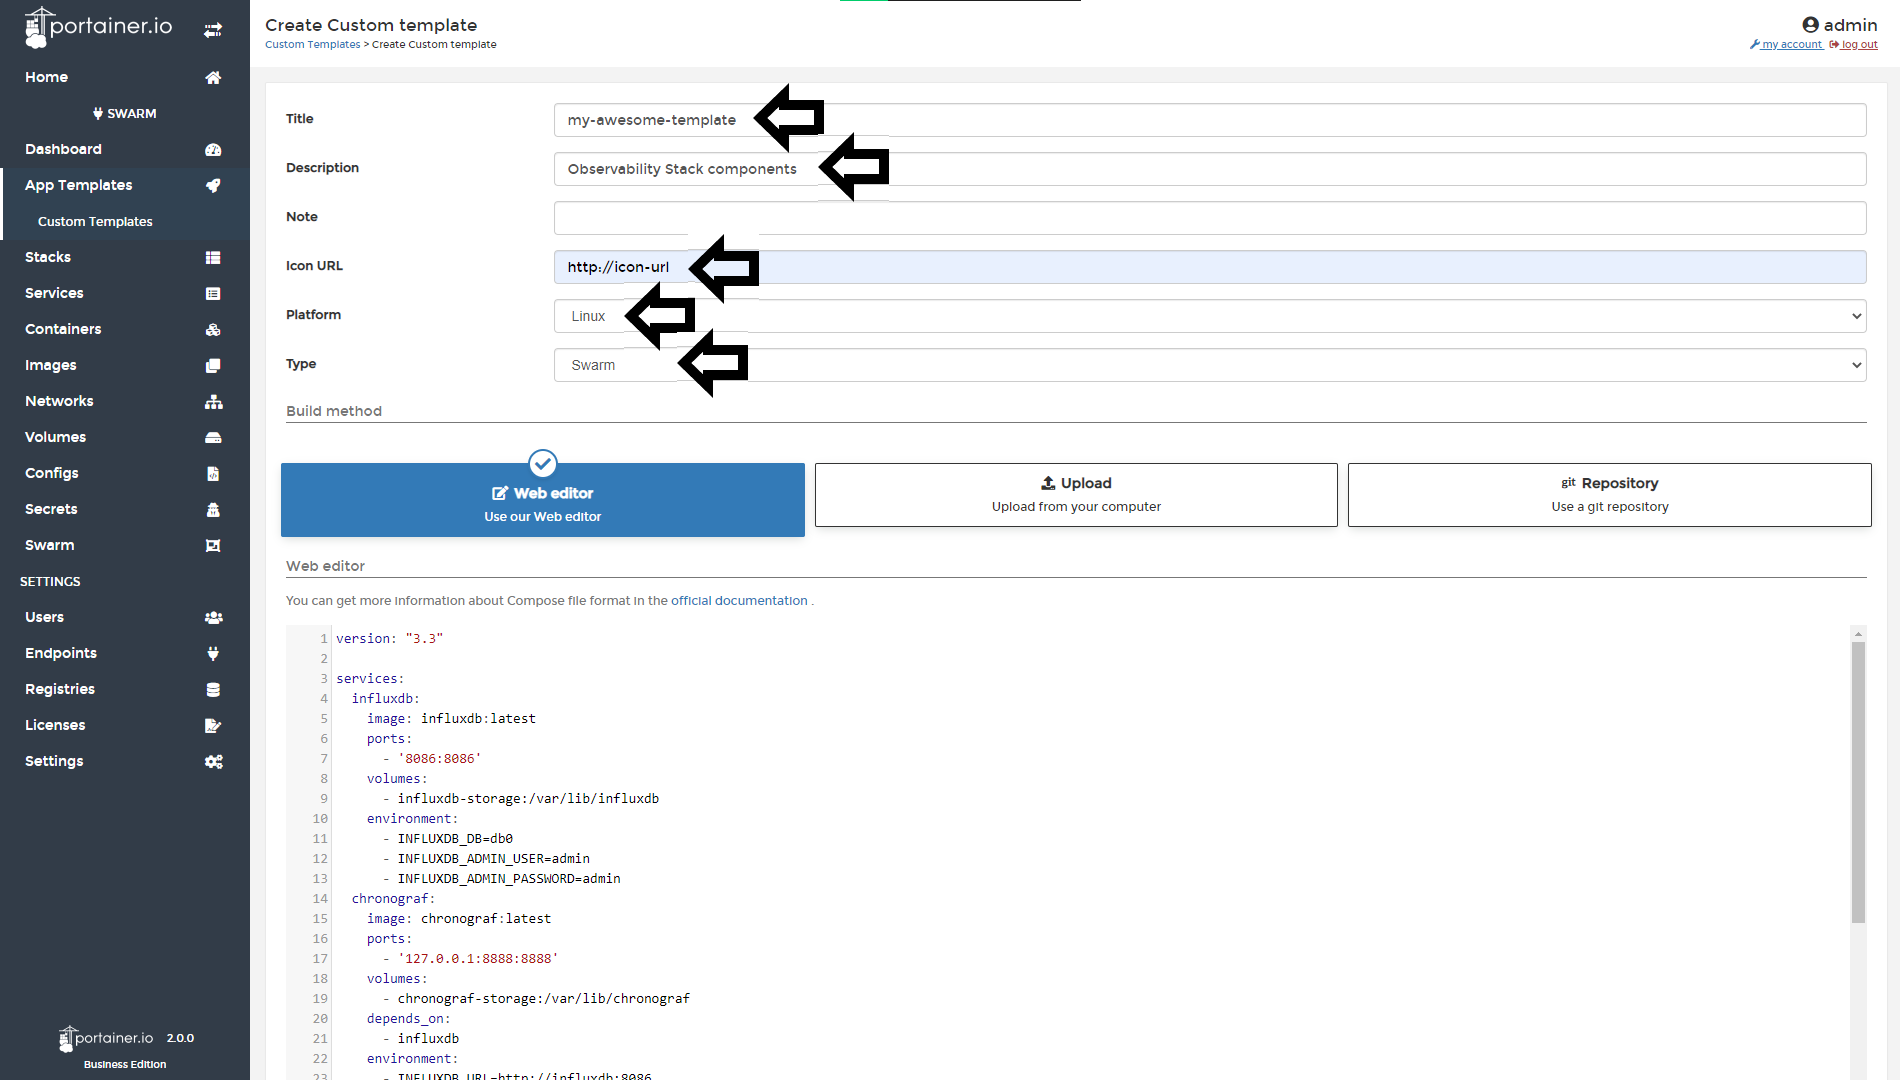 portainer.io
Home
SWARM
Dashboard
App Templates
Custom Templates
Stacks
Services
Containers
Images
Networks
Volumes
Configs
Secrets
Swarm
SETTINGS
Users
Endpoints
Registries
Licenses
Settings
portainer.io 2.0.0
Business Edition
Create Custom template
Custom Templates > Create Custom template
admin
my account log out
Title my-awesome-template
Description Observability Stack components
Note
Icon URL http://icon-url
Platform Linux
Type Swarm
Build method
Web editor
Use our Web editor
Upload
Upload from your computer
git Repository
Use a git repository
Web editor
You can get more information about Compose file format in the official documentation .
1 version: "3.3"
2
3 services:
4 influxdb:
5 image: influxdb:latest
6 ports:
7 - '8086:8086'
8 volumes:
9 - influxdb-storage:/var/lib/influxdb
10 environment:
11 - INFLUXDB_DB=db0
12 - INFLUXDB_ADMIN_USER=admin
13 - INFLUXDB_ADMIN_PASSWORD=admin
14 chronograf:
15 image: chronograf:latest
16 ports:
17 - '127.0.0.1:8888:8888'
18 volumes:
19 - chronograf-storage:/var/lib/chronograf
20 depends_on:
21 - influxdb
22 environment:
23 - INFLUXDB_URL=http://influxdb:8086